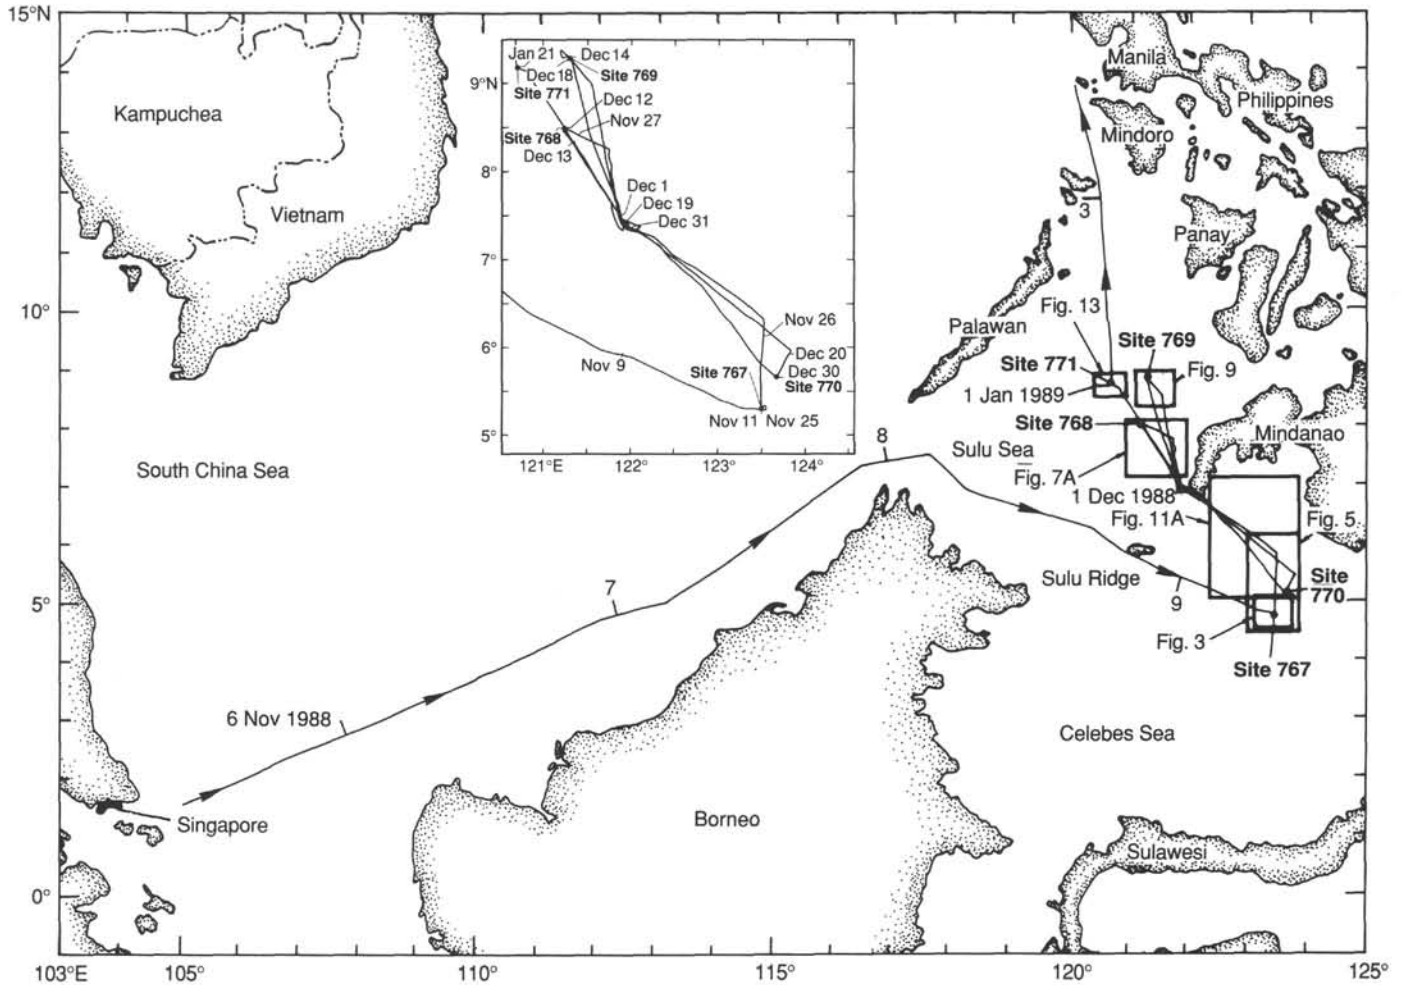 15°N
10°
5°
0°
103°E
105°
110°
115°
120°
125°
Kampuchea
Vietnam
South China Sea
Singapore
6 Nov 1988
7
8
9
3
Borneo
Sulu Sea
Sulu Ridge
Celebes Sea
Sulawesi
Palawan
Manila
Philippines
Mindoro
Panay
Mindanao
Fig. 13
Site 769
Site 771
Fig. 9
1 Jan 1989
Site 768
Fig. 7A
1 Dec 1988
Fig. 11A
Fig. 5
Site
770
Fig. 3
Site 767
9°N
8°
7°
6°
5°
121°E
122°
123°
124°
Jan 21
Dec 14
Dec 18
Site 769
Site 771
Dec 12
Nov 27
Site 768
Dec 13
Dec 1
Dec 19
Dec 31
Nov 26
Nov 9
Dec 20
Site 767
Dec 30
Site 770
Nov 11
Nov 25